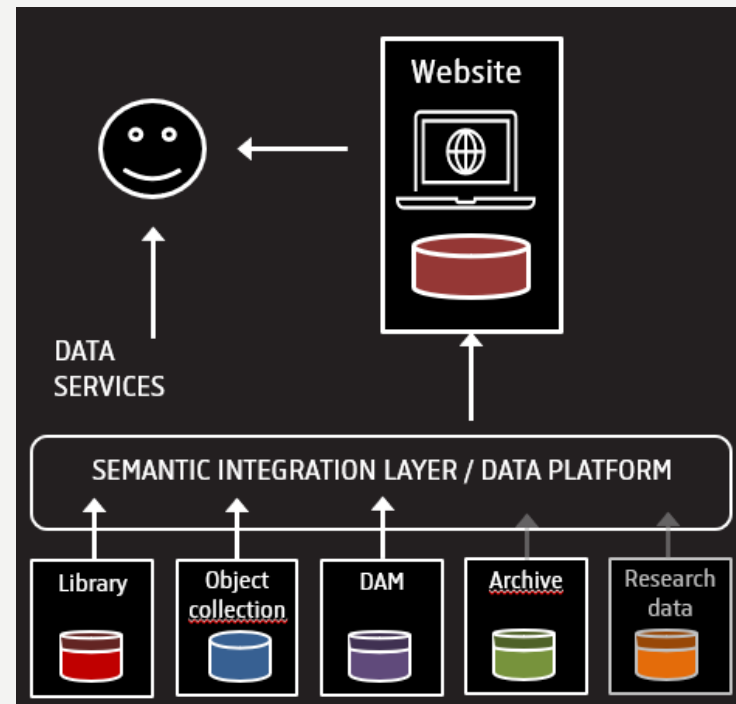 Website
DATA
SERVICES
SEMANTIC INTEGRATION LAYER / DATA PLATFORM
Library
Object
collection
DAM
Archive
Research
data